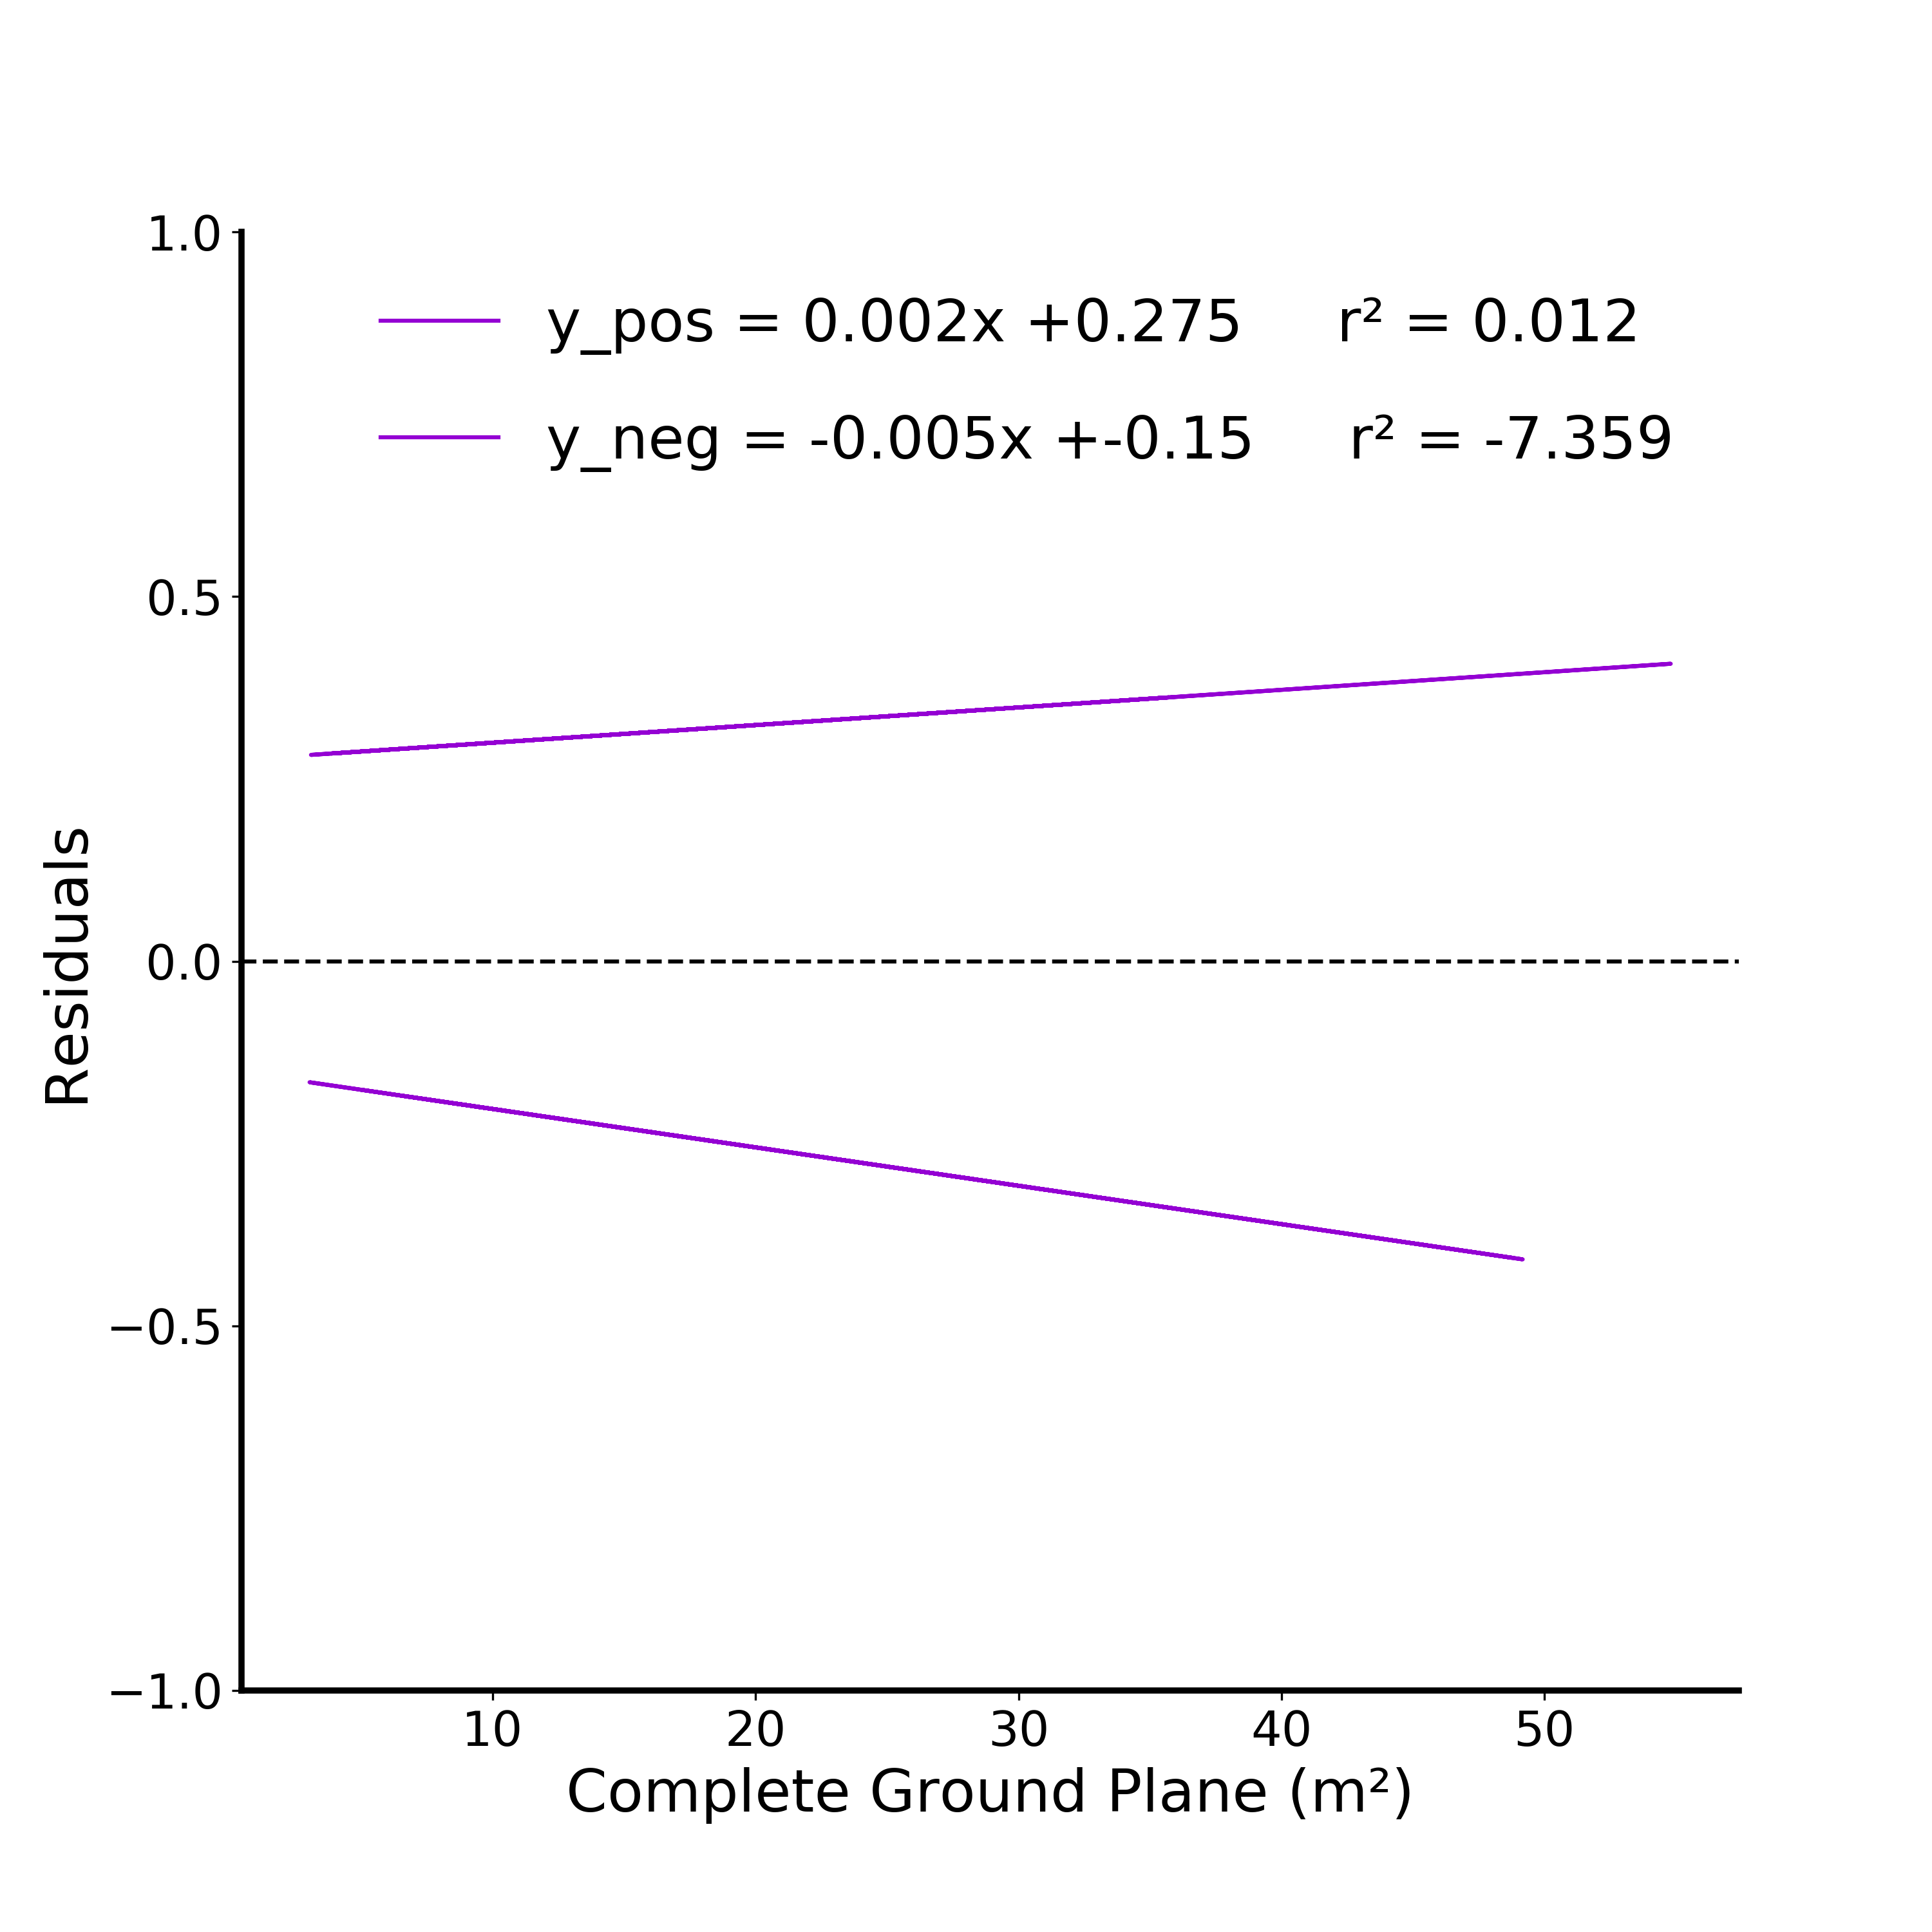 1.0
y_pos = 0.002x +0.275 r² = 0.012
y_neg = -0.005x +-0.15 r² = -7.359
0.5
0.0
−0.5
−1.0
Residuals
10 20 30 40 50
Complete Ground Plane (m²)